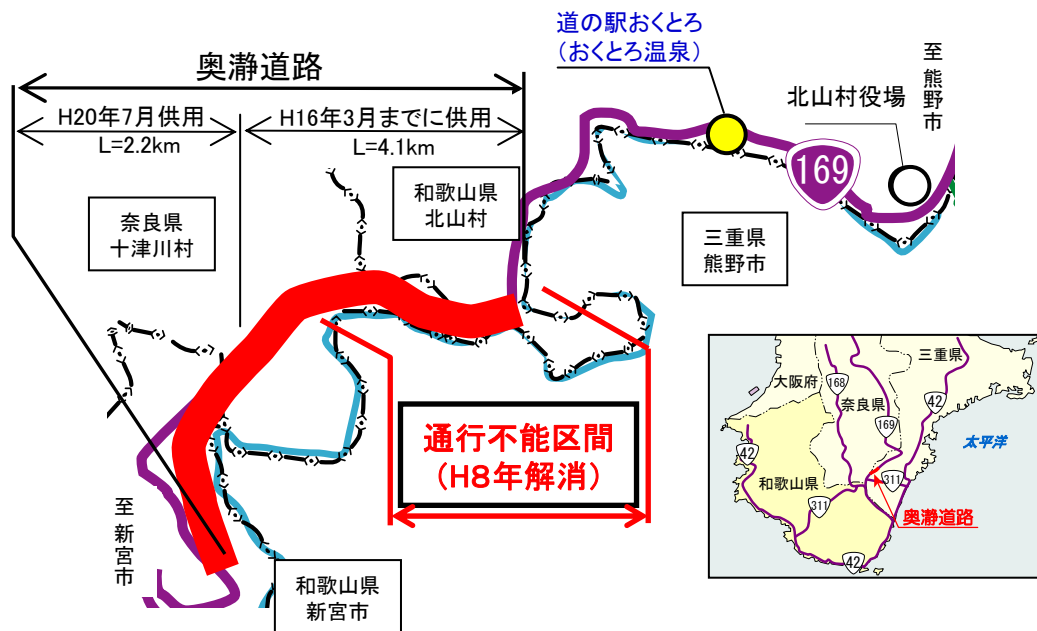 奥瀞道路
H20年7月供用
L=2.2km
H16年3月までに供用
L=4.1km
道の駅おくとろ
（おくとろ温泉）
至 熊野市
北山村役場
169
奈良県
十津川村
和歌山県
北山村
三重県
熊野市
通行不能区間
（H8年解消）
至 新宮市
和歌山県
新宮市
三重県
大阪府
168
奈良県
42
169
太平洋
42
和歌山県
311
311
奥瀞道路
42